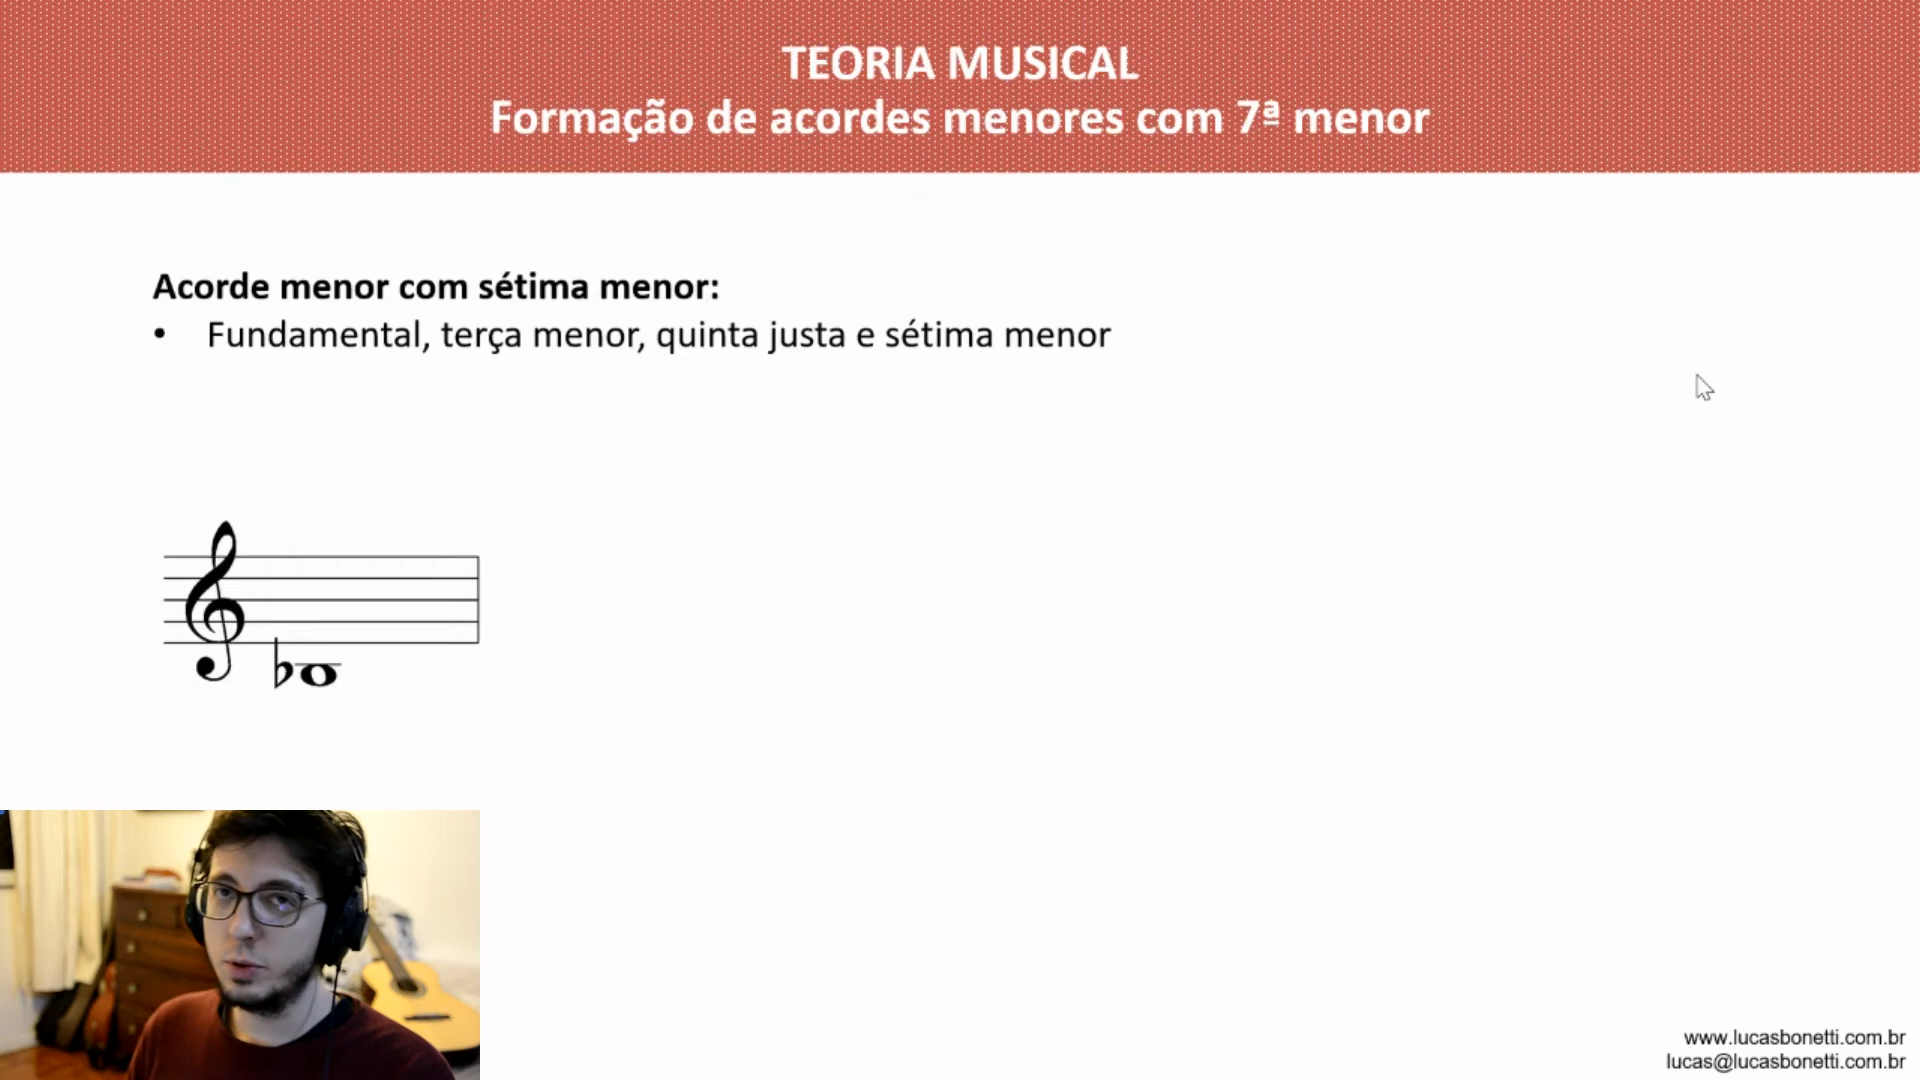 TEORIA MUSICAL
Formação de acordes menores com 7ª menor
Acorde menor com sétima menor:
• Fundamental, terça menor, quinta justa e sétima menor
www.lucasbonetti.com.br
lucas@lucasbonetti.com.br